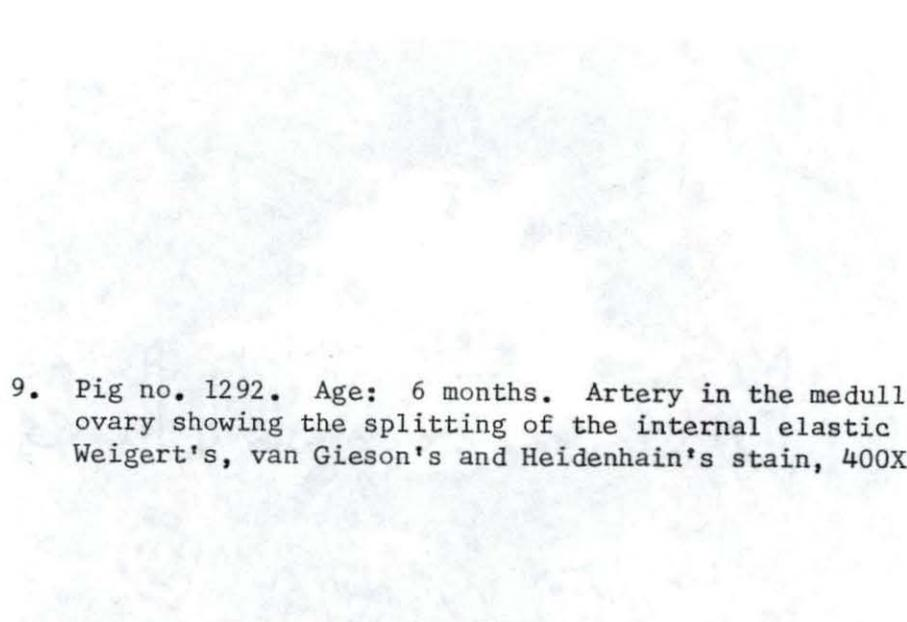 9. Pig no. 1292. Age: 6 months. Artery in the medull
ovary showing the splitting of the internal elastic
Weigert's, van Gieson's and Heidenhain's stain, 400X